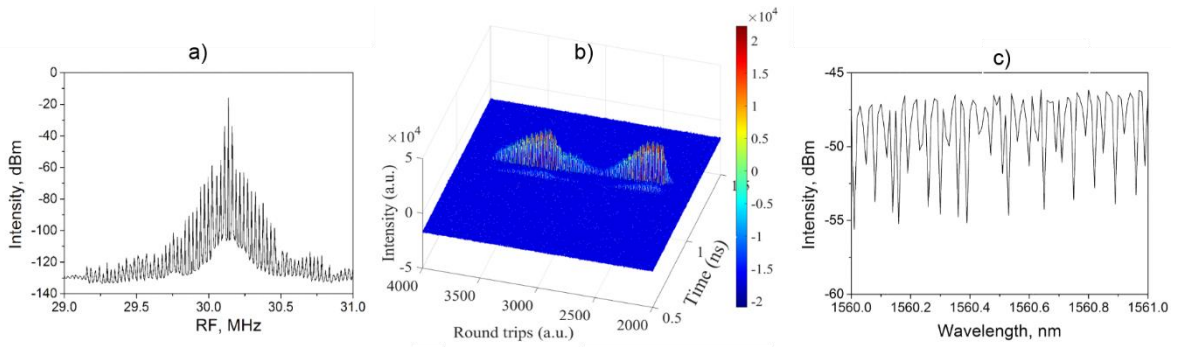 a)
0
-20
-40
-60
-80
-100
-120
-140
Intensity, dBm
29.0 29.5 30.0 30.5 31.0
RF, MHz
b)
×10⁴
5
0
-5
Intensity (a.u.)
4000 3500 3000 2500 2000
Round trips (a.u.)
0.5 1 1.5
Time (ns)
×10⁴
2
1.5
1
0.5
0
-0.5
-1
-1.5
-2
c)
-45
-50
-55
-60
Intensity, dBm
1560.0 1560.2 1560.4 1560.6 1560.8 1561.0
Wavelength, nm